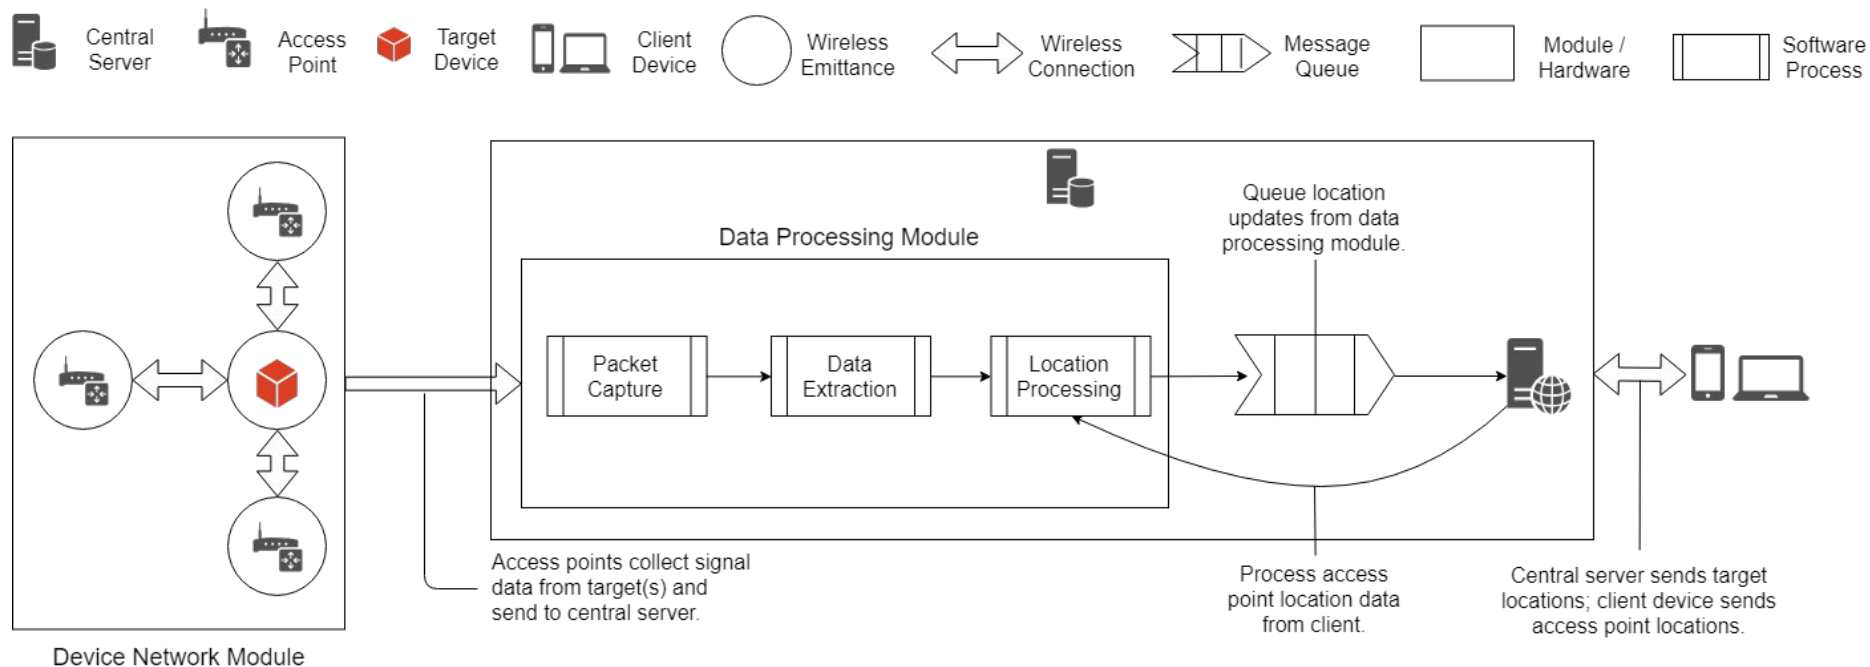 Central
Server
Access
Point
Target
Device
Client
Device
Wireless
Emittance
Wireless
Connection
Message
Queue
Module /
Hardware
Software
Process
Device Network Module
Access points collect signal
data from target(s) and
send to central server.
Data Processing Module
Packet
Capture
Data
Extraction
Location
Processing
Queue location
updates from data
processing module.
Process access
point location data
from client.
Central server sends target
locations; client device sends
access point locations.